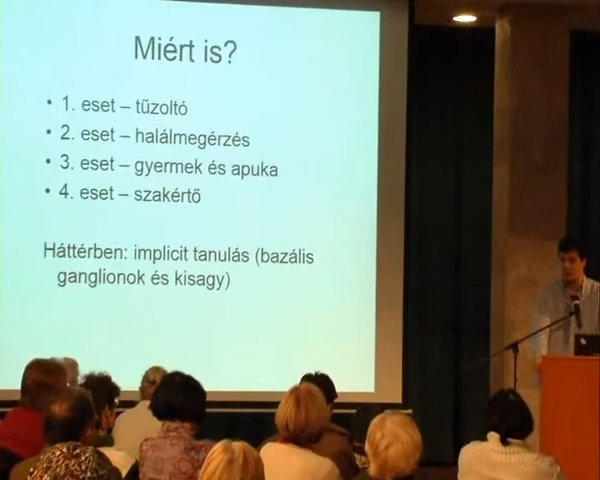 Miért is?
• 1. eset – tűzoltó
• 2. eset – halálmegérzés
• 3. eset – gyermek és apuka
• 4. eset – szakértő
Háttérben: implicit tanulás (bazális
ganglionok és kisagy)